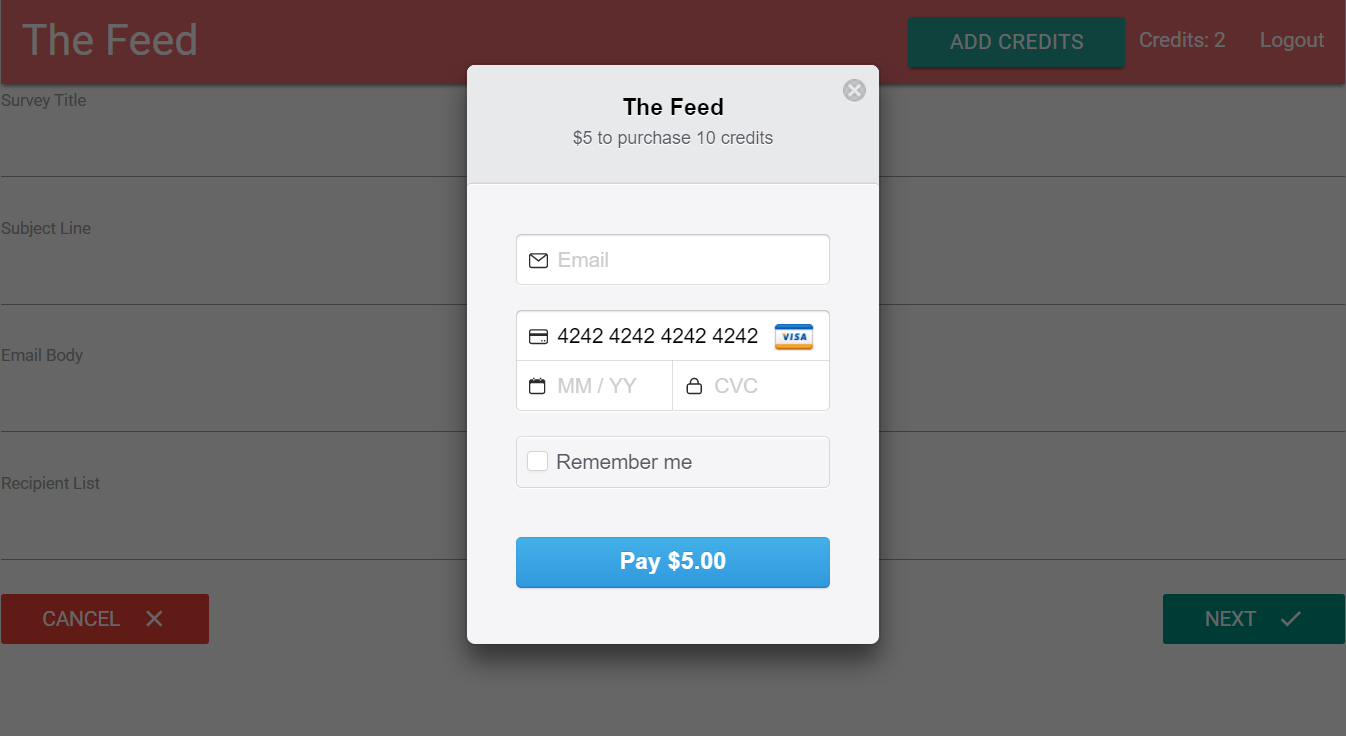 The Feed
ADD CREDITS
Credits: 2
Logout
Survey Title
Subject Line
Email Body
Recipient List
CANCEL
NEXT
The Feed
$5 to purchase 10 credits
Email
4242 4242 4242 4242
VISA
MM / YY
CVC
Remember me
Pay $5.00